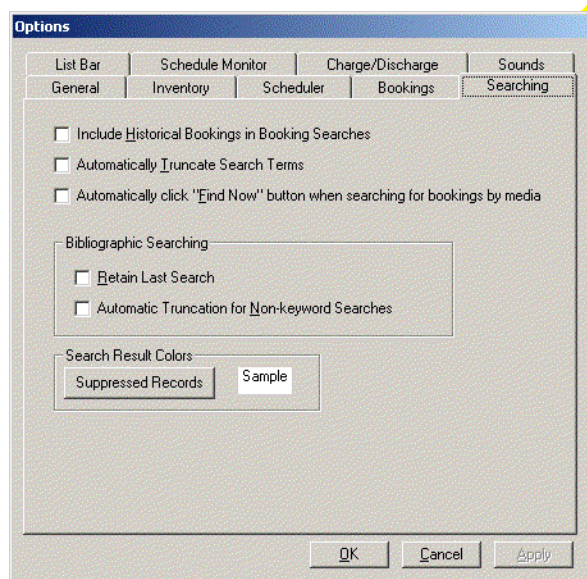 Options
List Bar Schedule Monitor Charge/Discharge Sounds
General Inventory Scheduler Bookings Searching
Include Historical Bookings in Booking Searches
Automatically Truncate Search Terms
Automatically click "Find Now" button when searching for bookings by media
Bibliographic Searching
Retain Last Search
Automatic Truncation for Non-keyword Searches
Search Result Colors
Suppressed Records Sample
OK Cancel Apply